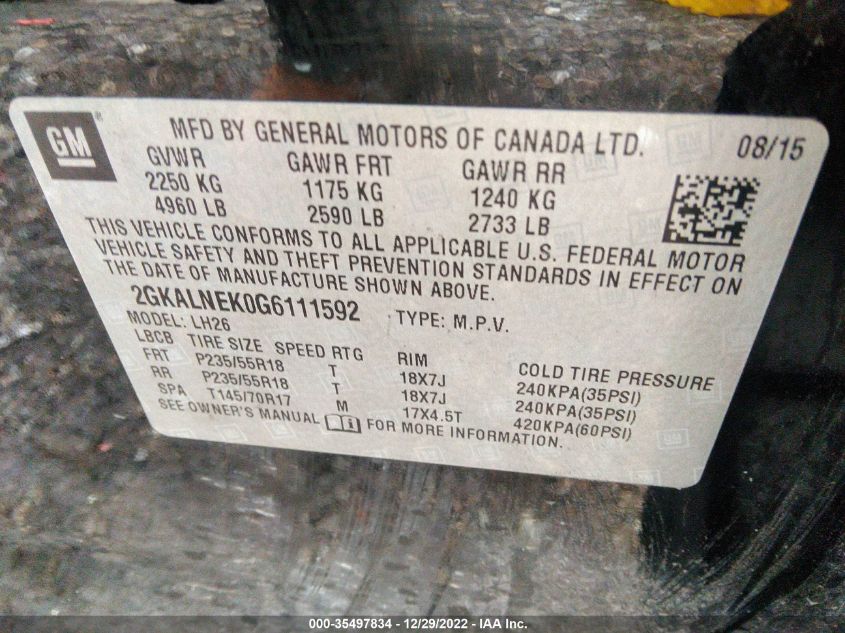 GM ®
MFD BY GENERAL MOTORS OF CANADA LTD. 08/15
GVWR GAWR FRT GAWR RR
2250 KG 1175 KG 1240 KG
4960 LB 2590 LB 2733 LB
THIS VEHICLE CONFORMS TO ALL APPLICABLE U.S. FEDERAL MOTOR
VEHICLE SAFETY AND THEFT PREVENTION STANDARDS IN EFFECT ON
THE DATE OF MANUFACTURE SHOWN ABOVE.
2GKALNEK0G6111592 TYPE: M.P.V.
MODEL: LH26
LBCB TIRE SIZE SPEED RTG RIM COLD TIRE PRESSURE
FRT P235/55R18 T 18X7J 240KPA(35PSI)
RR P235/55R18 T 18X7J 240KPA(35PSI)
SPA T145/70R17 M 17X4.5T 420KPA(60PSI)
SEE OWNER'S MANUAL FOR MORE INFORMATION.
000-35497834 - 12/29/2022 - IAA Inc.